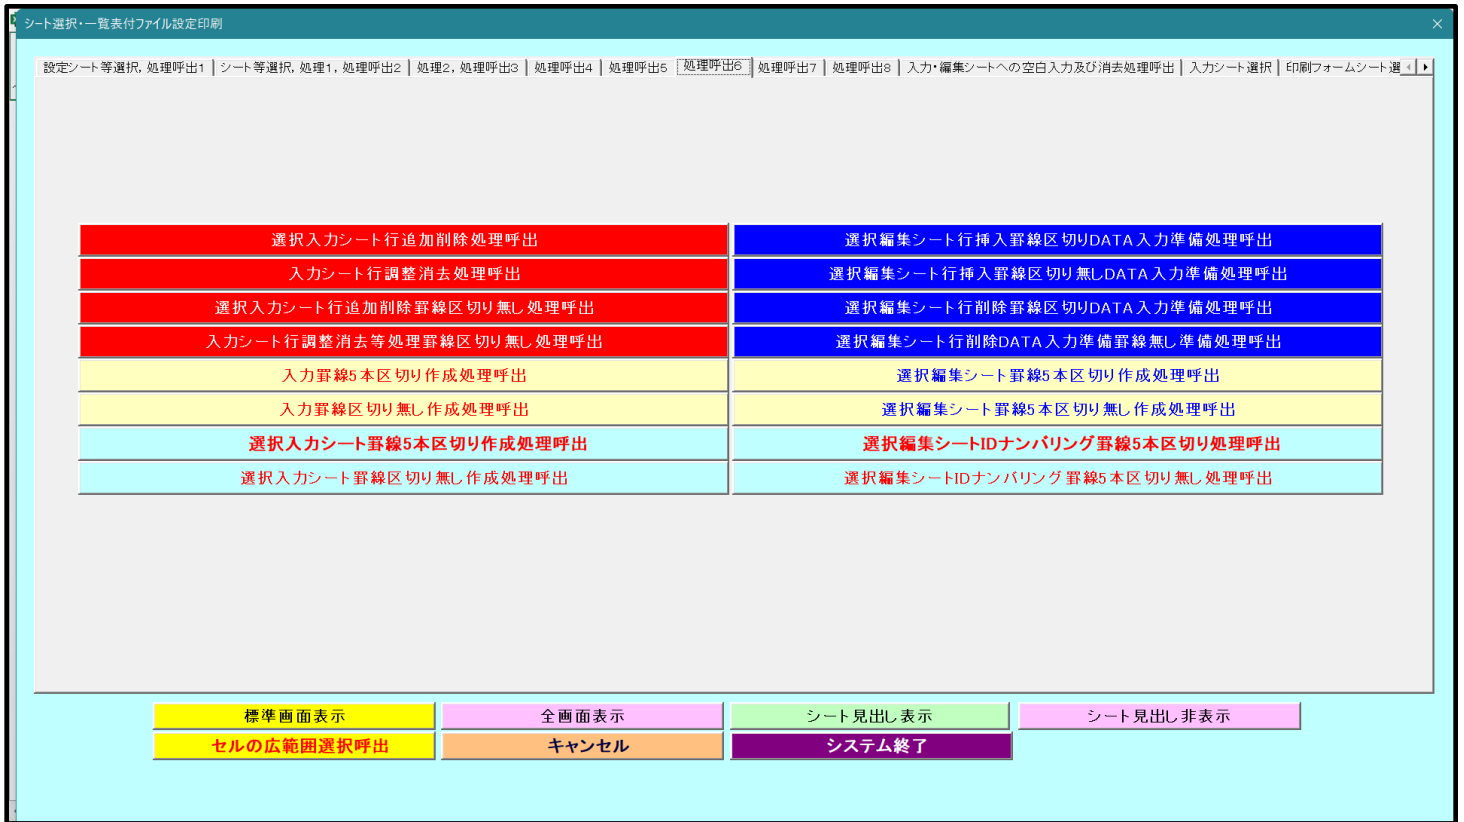 シート選択・一覧表付ファイル設定印刷
設定シート等選択,処理呼出1
シート等選択,処理1,処理呼出2
処理2,処理呼出3
処理呼出4
処理呼出5
処理呼出6
処理呼出7
処理呼出8
入力・編集シートへの空白入力及び消去処理呼出
入力シート選択
印刷フォームシート選
選択入力シート行追加削除処理呼出
入力シート行調整消去処理呼出
選択入力シート行追加削除罫線区切り無し処理呼出
入力シート行調整消去等処理罫線区切り無し処理呼出
入力罫線5本区切り作成処理呼出
入力罫線区切り無し作成処理呼出
選択入力シート罫線5本区切り作成処理呼出
選択入力シート罫線区切り無し作成処理呼出
選択編集シート行挿入罫線区切りDATA入力準備処理呼出
選択編集シート行挿入罫線区切り無しDATA入力準備処理呼出
選択編集シート行削除罫線区切りDATA入力準備処理呼出
選択編集シート行削除DATA入力準備罫線無し準備処理呼出
選択編集シート罫線5本区切り作成処理呼出
選択編集シート罫線5本区切り無し作成処理呼出
選択編集シートIDナンバリング罫線5本区切り処理呼出
選択編集シートIDナンバリング罫線5本区切り無し処理呼出
標準画面表示
全画面表示
シート見出し表示
シート見出し非表示
セルの広範囲選択呼出
キャンセル
システム終了